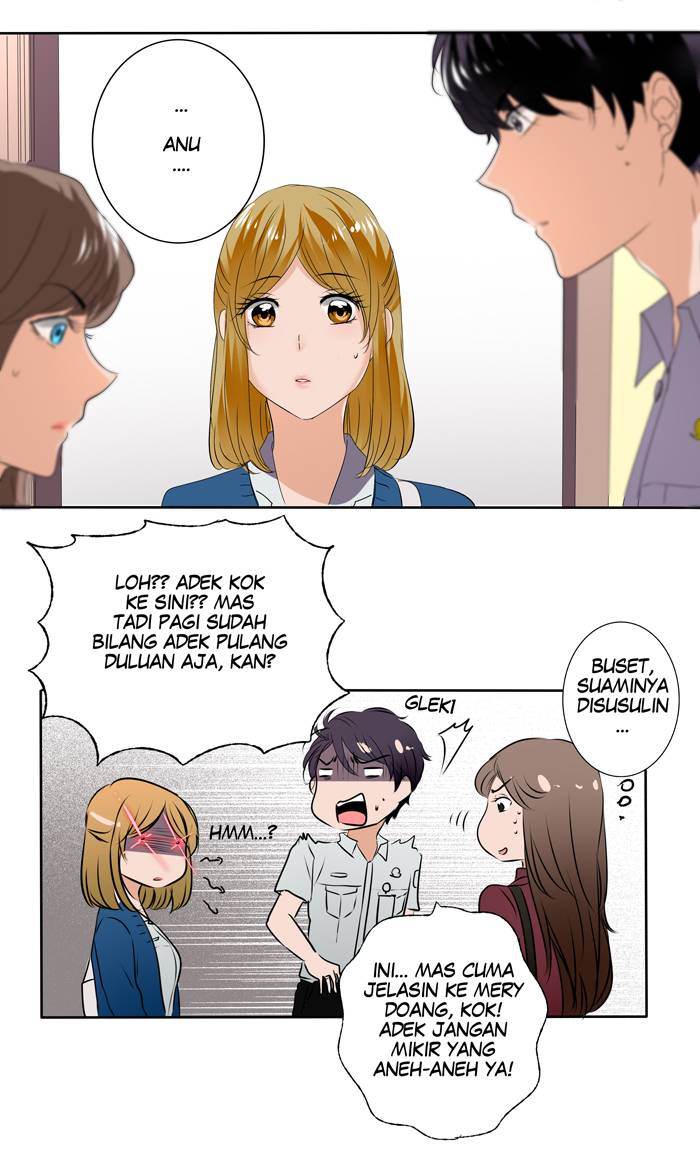 ...
ANU
....
LOH?? ADEK KOK
KE SINI?? MAS
TADI PAGI SUDAH
BILANG ADEK PULANG
DULUAN AJA, KAN?
BUSET,
SUAMINYA
DISUSULIN
...
GLEK!
HMM...?
INI... MAS CUMA
JELASIN KE MERY
DOANG, KOK!
ADEK JANGAN
MIKIR YANG
ANEH-ANEH YA!